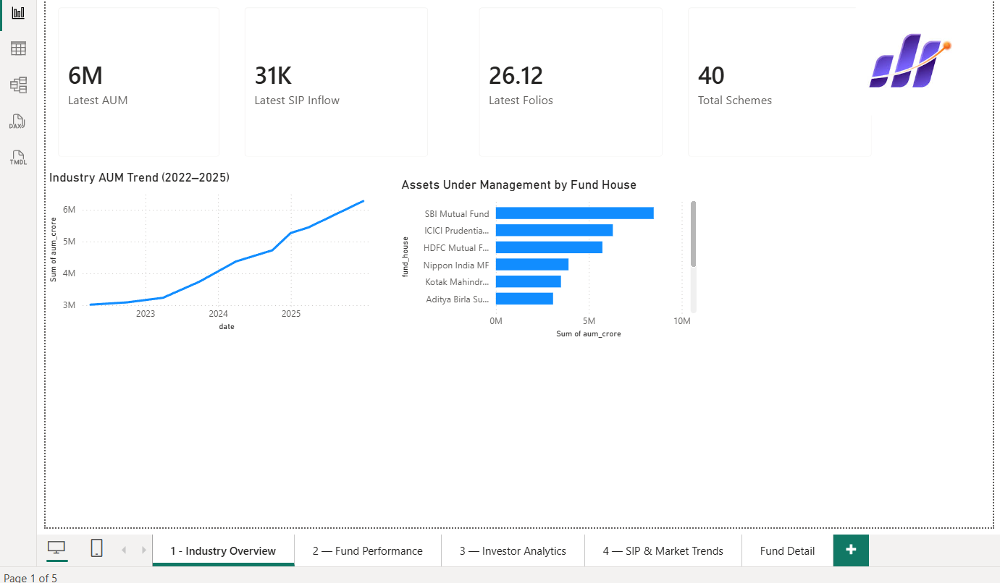 6M
Latest AUM
31K
Latest SIP Inflow
26.12
Latest Folios
40
Total Schemes
DAX
TMDL
Industry AUM Trend (2022–2025)
Sum of aum_crore
6M
5M
4M
3M
2023
2024
2025
date
Assets Under Management by Fund House
fund_house
SBI Mutual Fund
ICICI Prudentia...
HDFC Mutual F...
Nippon India MF
Kotak Mahindr...
Aditya Birla Su...
0M
5M
10M
Sum of aum_crore
1 - Industry Overview
2 — Fund Performance
3 — Investor Analytics
4 — SIP & Market Trends
Fund Detail
+
Page 1 of 5